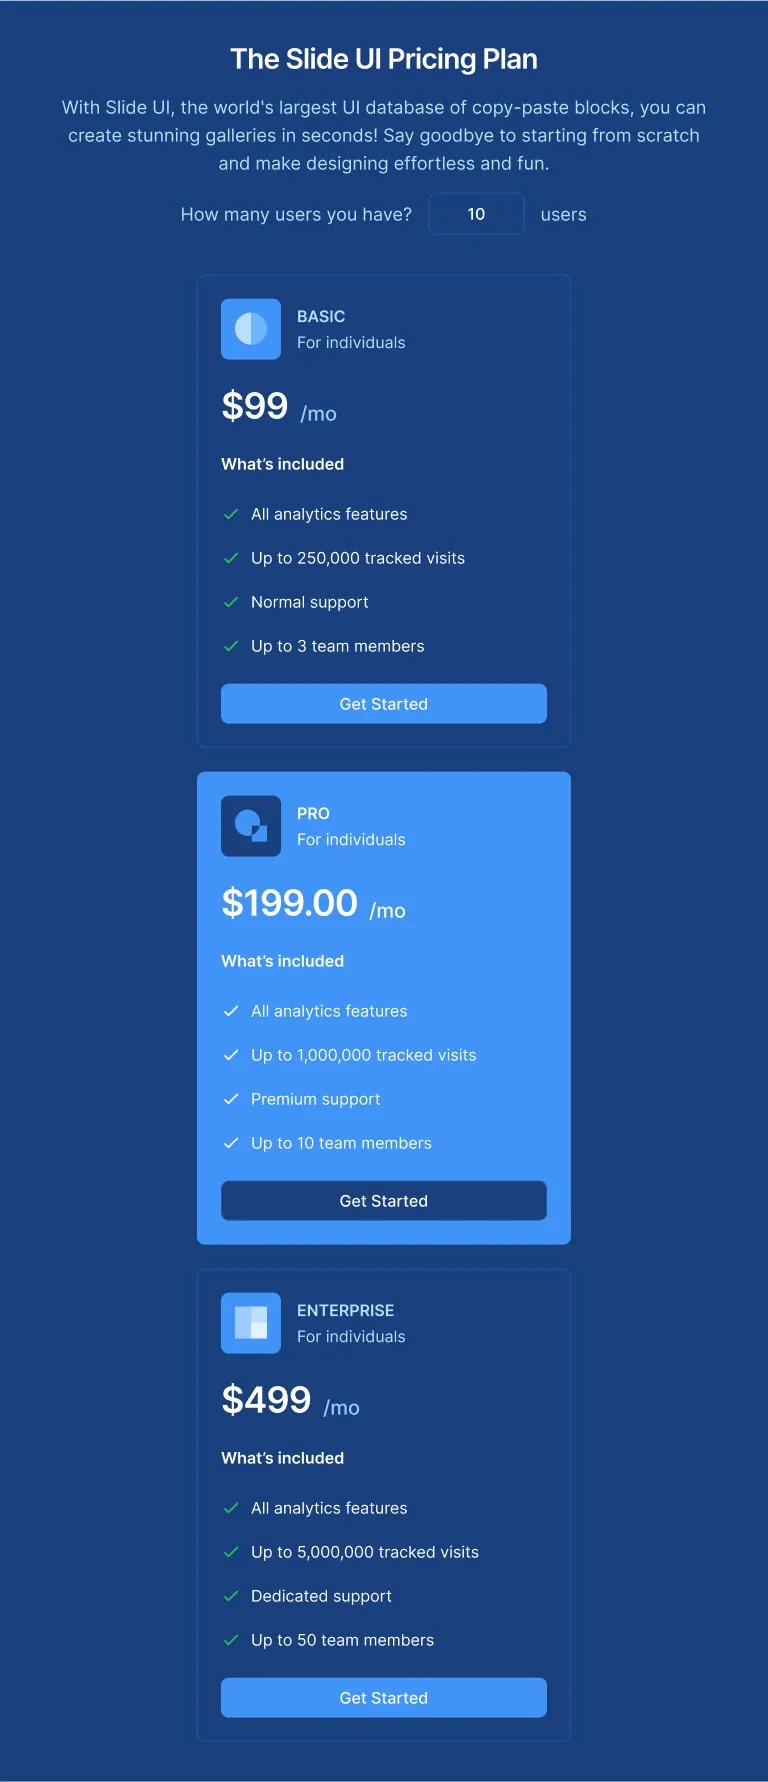 The Slide UI Pricing Plan
With Slide UI, the world's largest UI database of copy-paste blocks, you can
create stunning galleries in seconds! Say goodbye to starting from scratch
and make designing effortless and fun.
How many users you have? 10 users
BASIC
For individuals
$99 /mo
What’s included
All analytics features
Up to 250,000 tracked visits
Normal support
Up to 3 team members
Get Started
PRO
For individuals
$199.00 /mo
What’s included
All analytics features
Up to 1,000,000 tracked visits
Premium support
Up to 10 team members
Get Started
ENTERPRISE
For individuals
$499 /mo
What’s included
All analytics features
Up to 5,000,000 tracked visits
Dedicated support
Up to 50 team members
Get Started